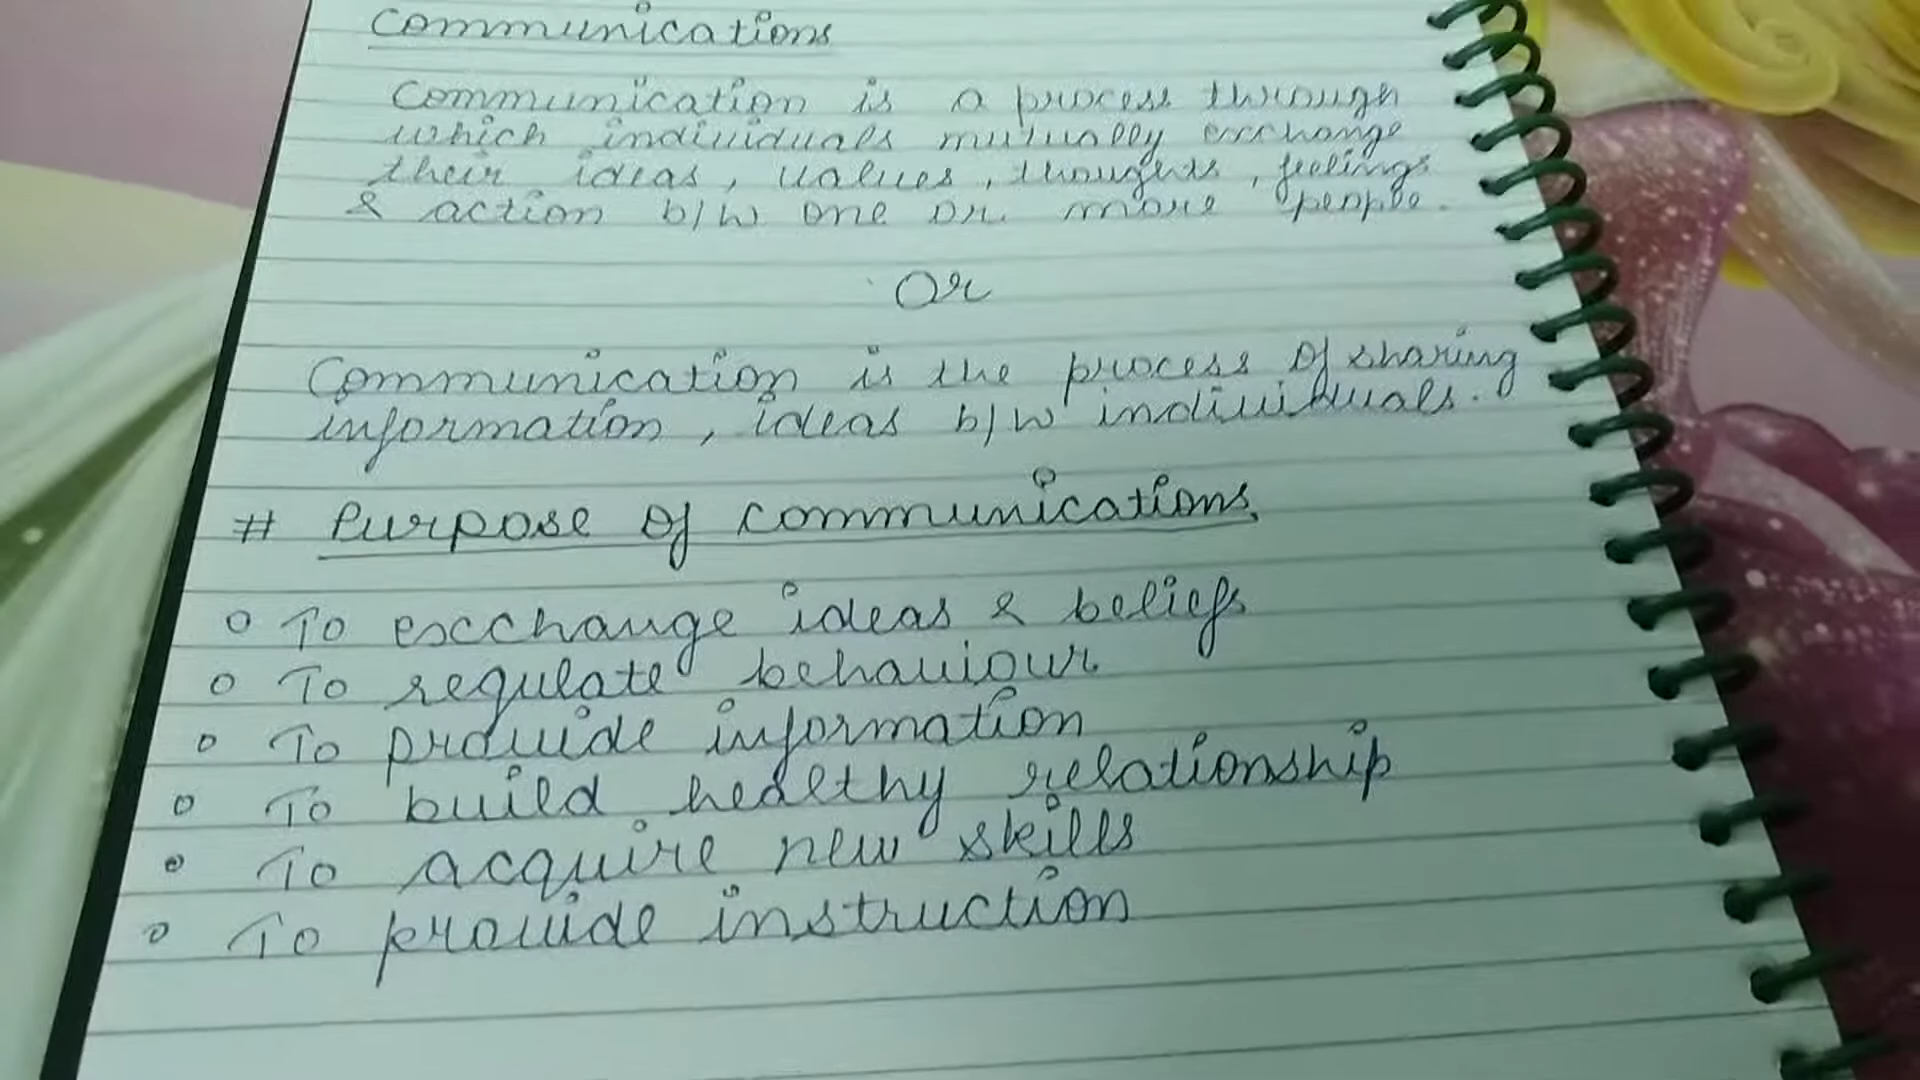 Communications
Communication is a process through
which individuals mutually exchange
their ideas, values, thoughts, feelings
& action b/w one or more people.
Or
Communication is the process of sharing
information, ideas b/w individuals.
# Purpose of communications.
o To exchange ideas & beliefs
o To regulate behaviour
o To provide information
o To build healthy relationship
o To acquire new skills
o To provide instruction